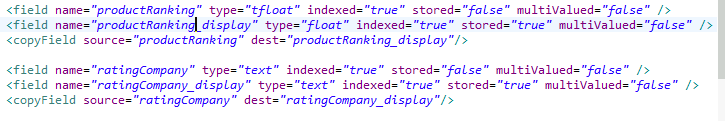 <field name="productRanking" type="tfloat" indexed="true" stored="false" multiValued="false" />
<field name="productRanking_display" type="float" indexed="true" stored="true" multiValued="false" />
<copyField source="productRanking" dest="productRanking_display"/>
<field name="ratingCompany" type="text" indexed="true" stored="false" multiValued="false" />
<field name="ratingCompany_display" type="text" indexed="true" stored="true" multiValued="false" />
<copyField source="ratingCompany" dest="ratingCompany_display"/>